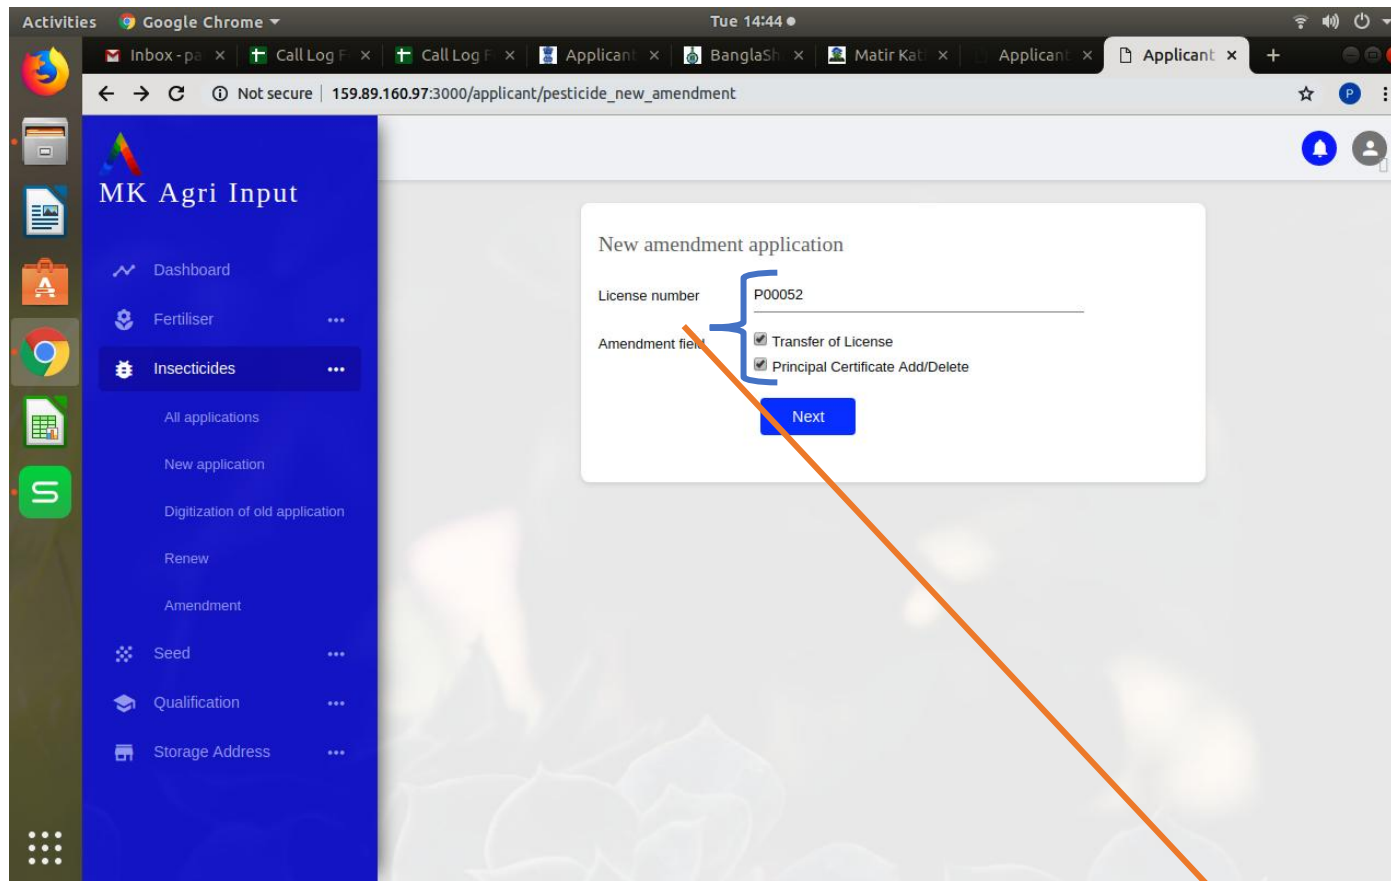 Activities Google Chrome Tue 14:44
Inbox - pa Call Log F Call Log F Applicant BanglaSh Matir Kat Applicant Applicant
Not secure 159.89.160.97:3000/applicant/pesticide_new_amendment P
MK Agri Input
Dashboard
Fertiliser
Insecticides
All applications
New application
Digitization of old application
Renew
Amendment
Seed
Qualification
Storage Address
New amendment application
License number P00052
Amendment field Transfer of License
Principal Certificate Add/Delete
Next